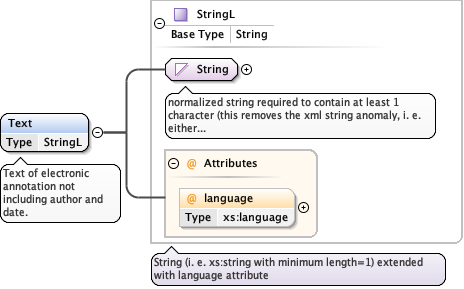 StringL
Base Type String
String
normalized string required to contain at least 1
character (this removes the xml string anomaly, i. e.
either...
Text
Type StringL
Text of electronic
annotation not
including author and
date.
@ Attributes
@ language
Type xs:language
String (i. e. xs:string with minimum length=1) extended
with language attribute